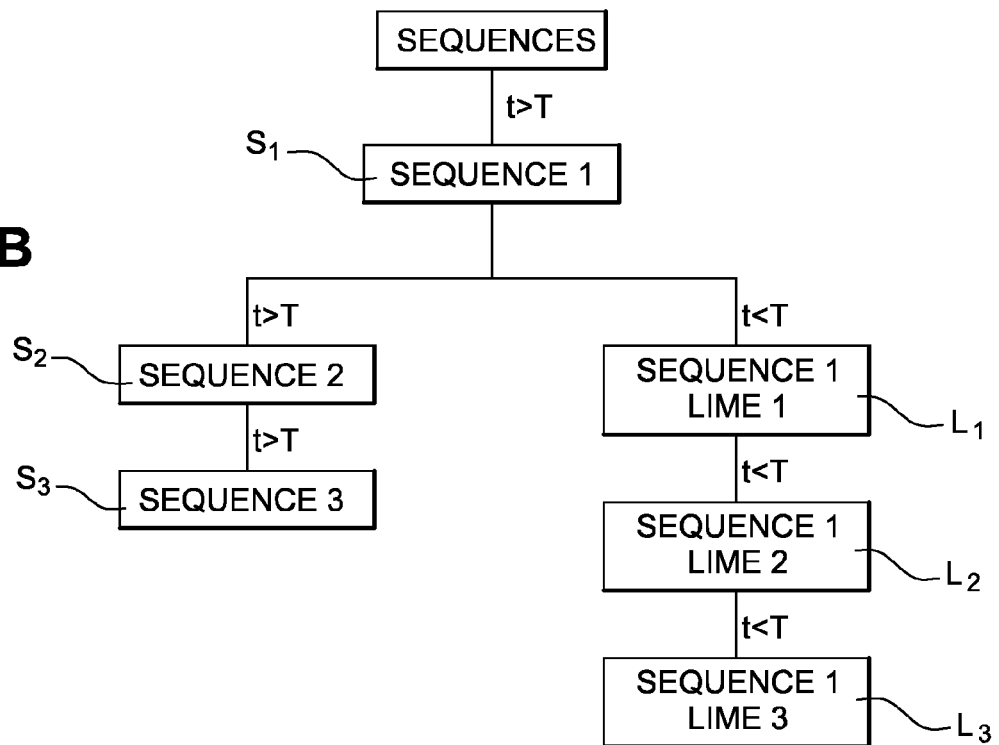 SEQUENCES
t>T
S1
SEQUENCE 1
B
t>T
t<T
S2
SEQUENCE 2
SEQUENCE 1
LIME 1
L1
t>T
t<T
S3
SEQUENCE 3
SEQUENCE 1
LIME 2
L2
t<T
SEQUENCE 1
LIME 3
L3